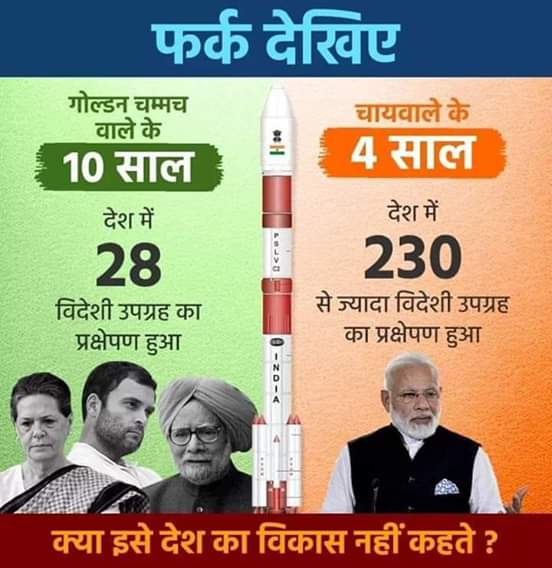 फर्क देखिए
गोल्डन चम्मच
वाले के
10 साल
देश में
28
विदेशी उपग्रह का
प्रक्षेपण हुआ
चायवाले के
4 साल
देश में
230
से ज्यादा विदेशी उपग्रह
का प्रक्षेपण हुआ
PSLV
C2
INDIA
क्या इसे देश का विकास नहीं कहते ?